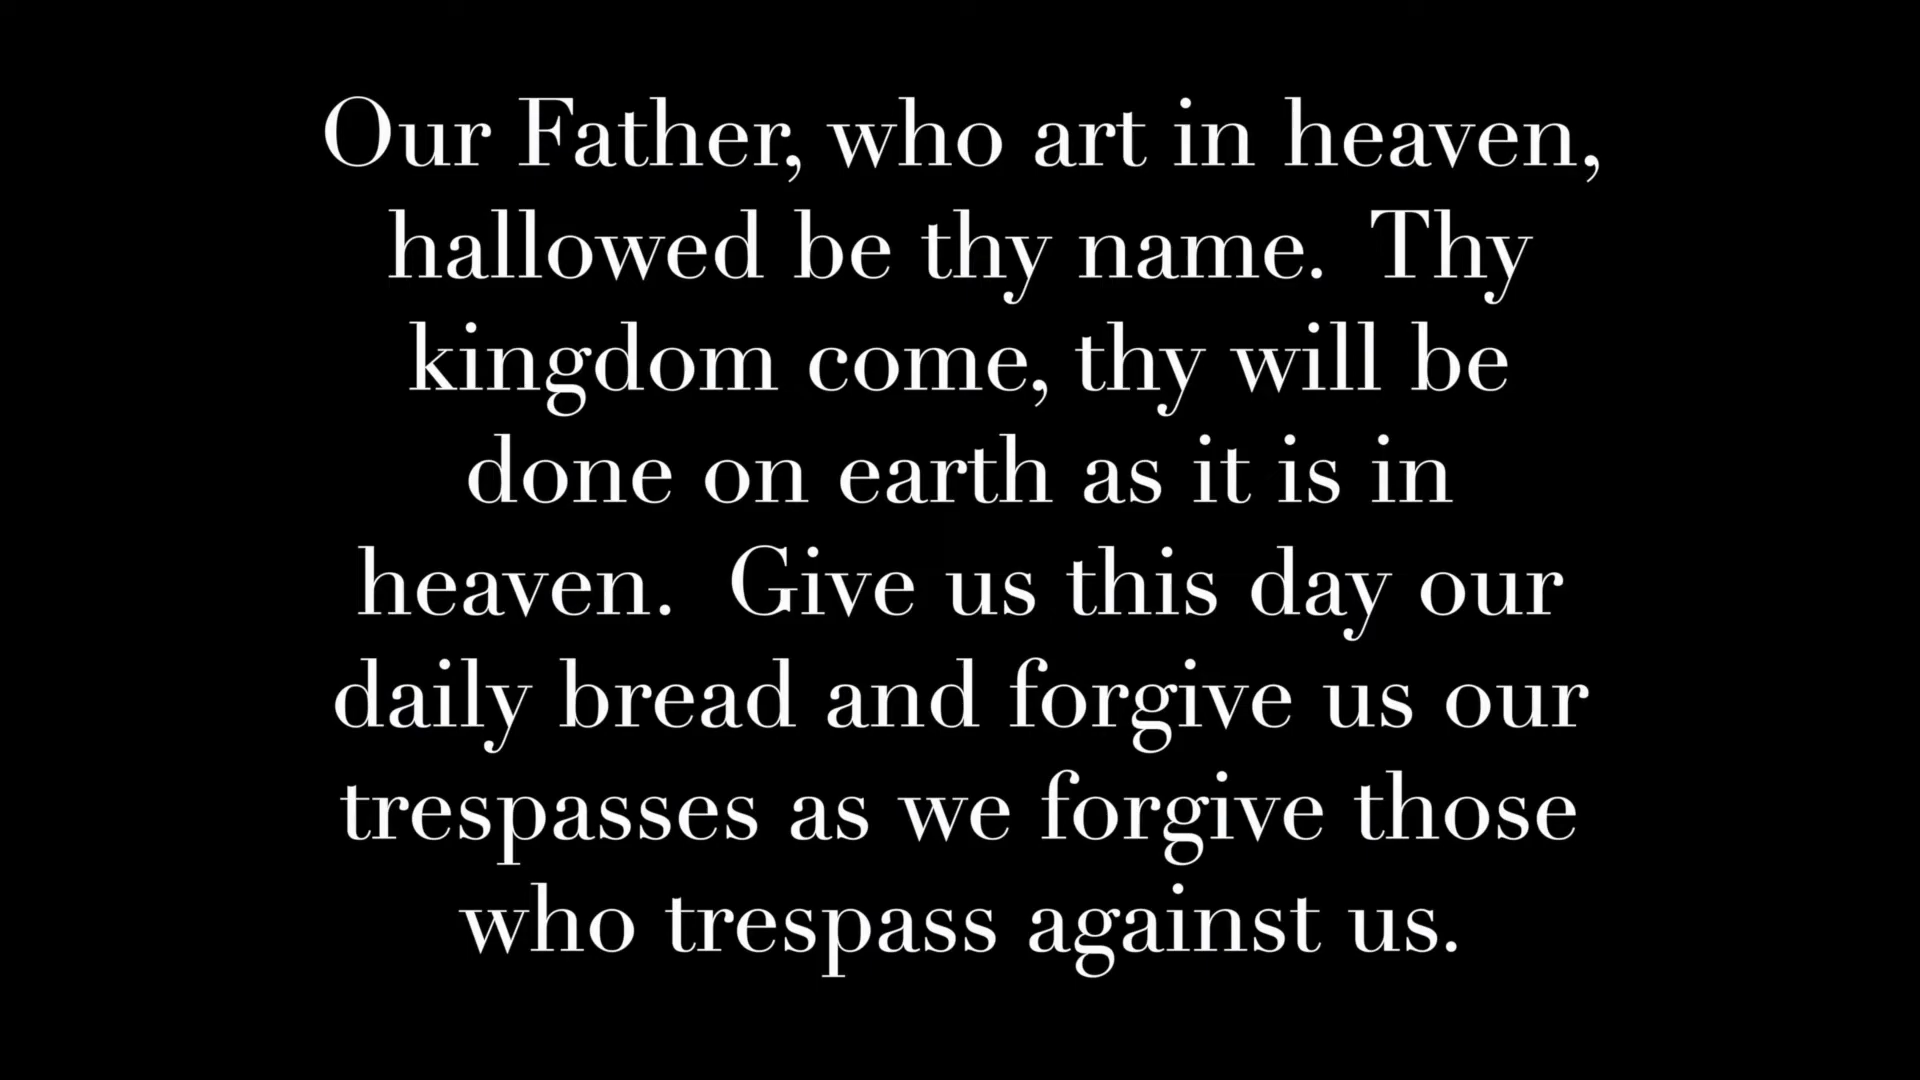 Our Father, who art in heaven,
hallowed be thy name.  Thy
kingdom come, thy will be
done on earth as it is in
heaven.  Give us this day our
daily bread and forgive us our
trespasses as we forgive those
who trespass against us.